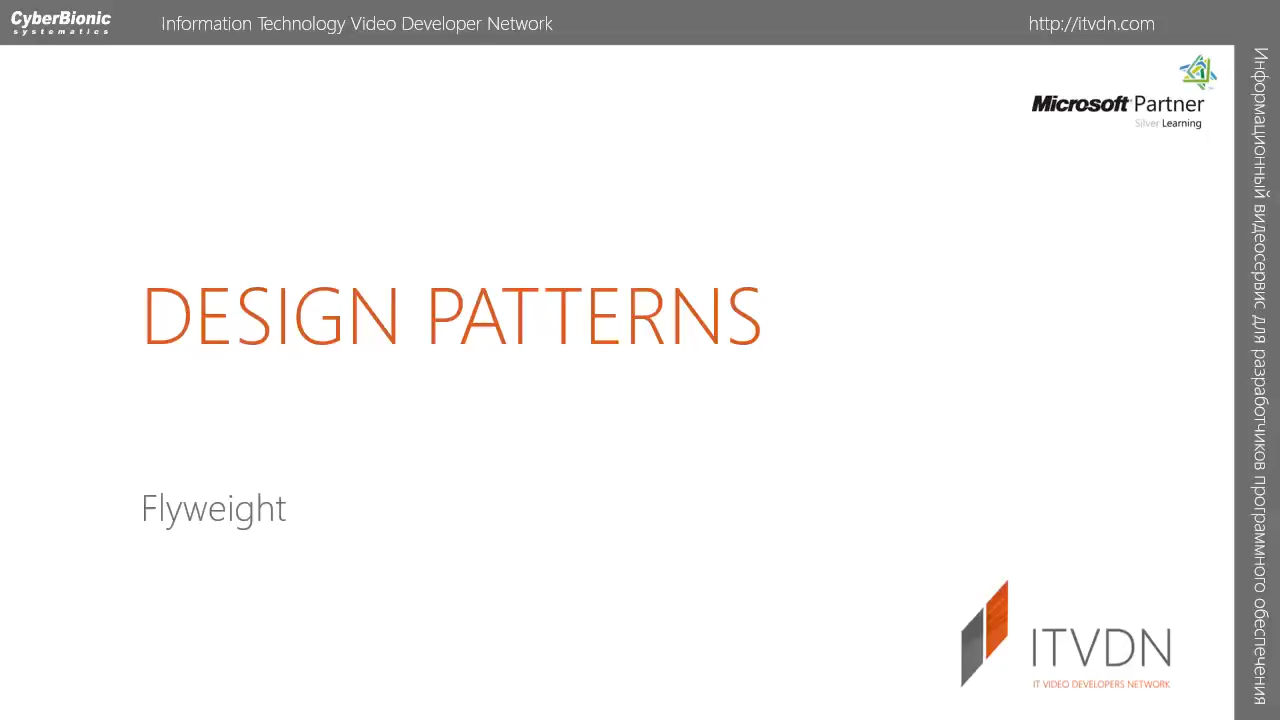 CyberBionic
systematics
Information Technology Video Developer Network
http://itvdn.com
Microsoft Partner
Silver Learning
DESIGN PATTERNS
Flyweight
ITVDN
IT VIDEO DEVELOPERS NETWORK
Информационный видеосервис для разработчиков программного обеспечения